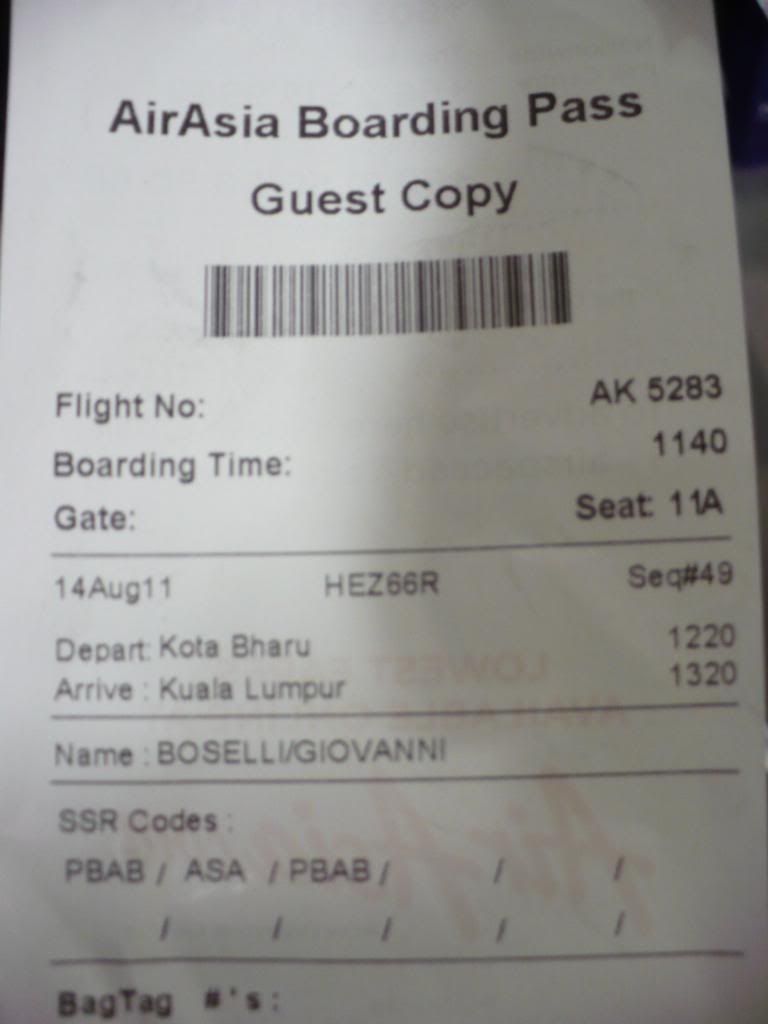 AirAsia Boarding Pass
Guest Copy
Flight No: AK 5283
Boarding Time: 1140
Gate: Seat: 11A
14Aug11 HEZ66R Seq#49
Depart: Kota Bharu 1220
Arrive : Kuala Lumpur 1320
Name : BOSELLI/GIOVANNI
SSR Codes :
PBAB / ASA / PBAB / / /
/ / / / /
BagTag #'s: